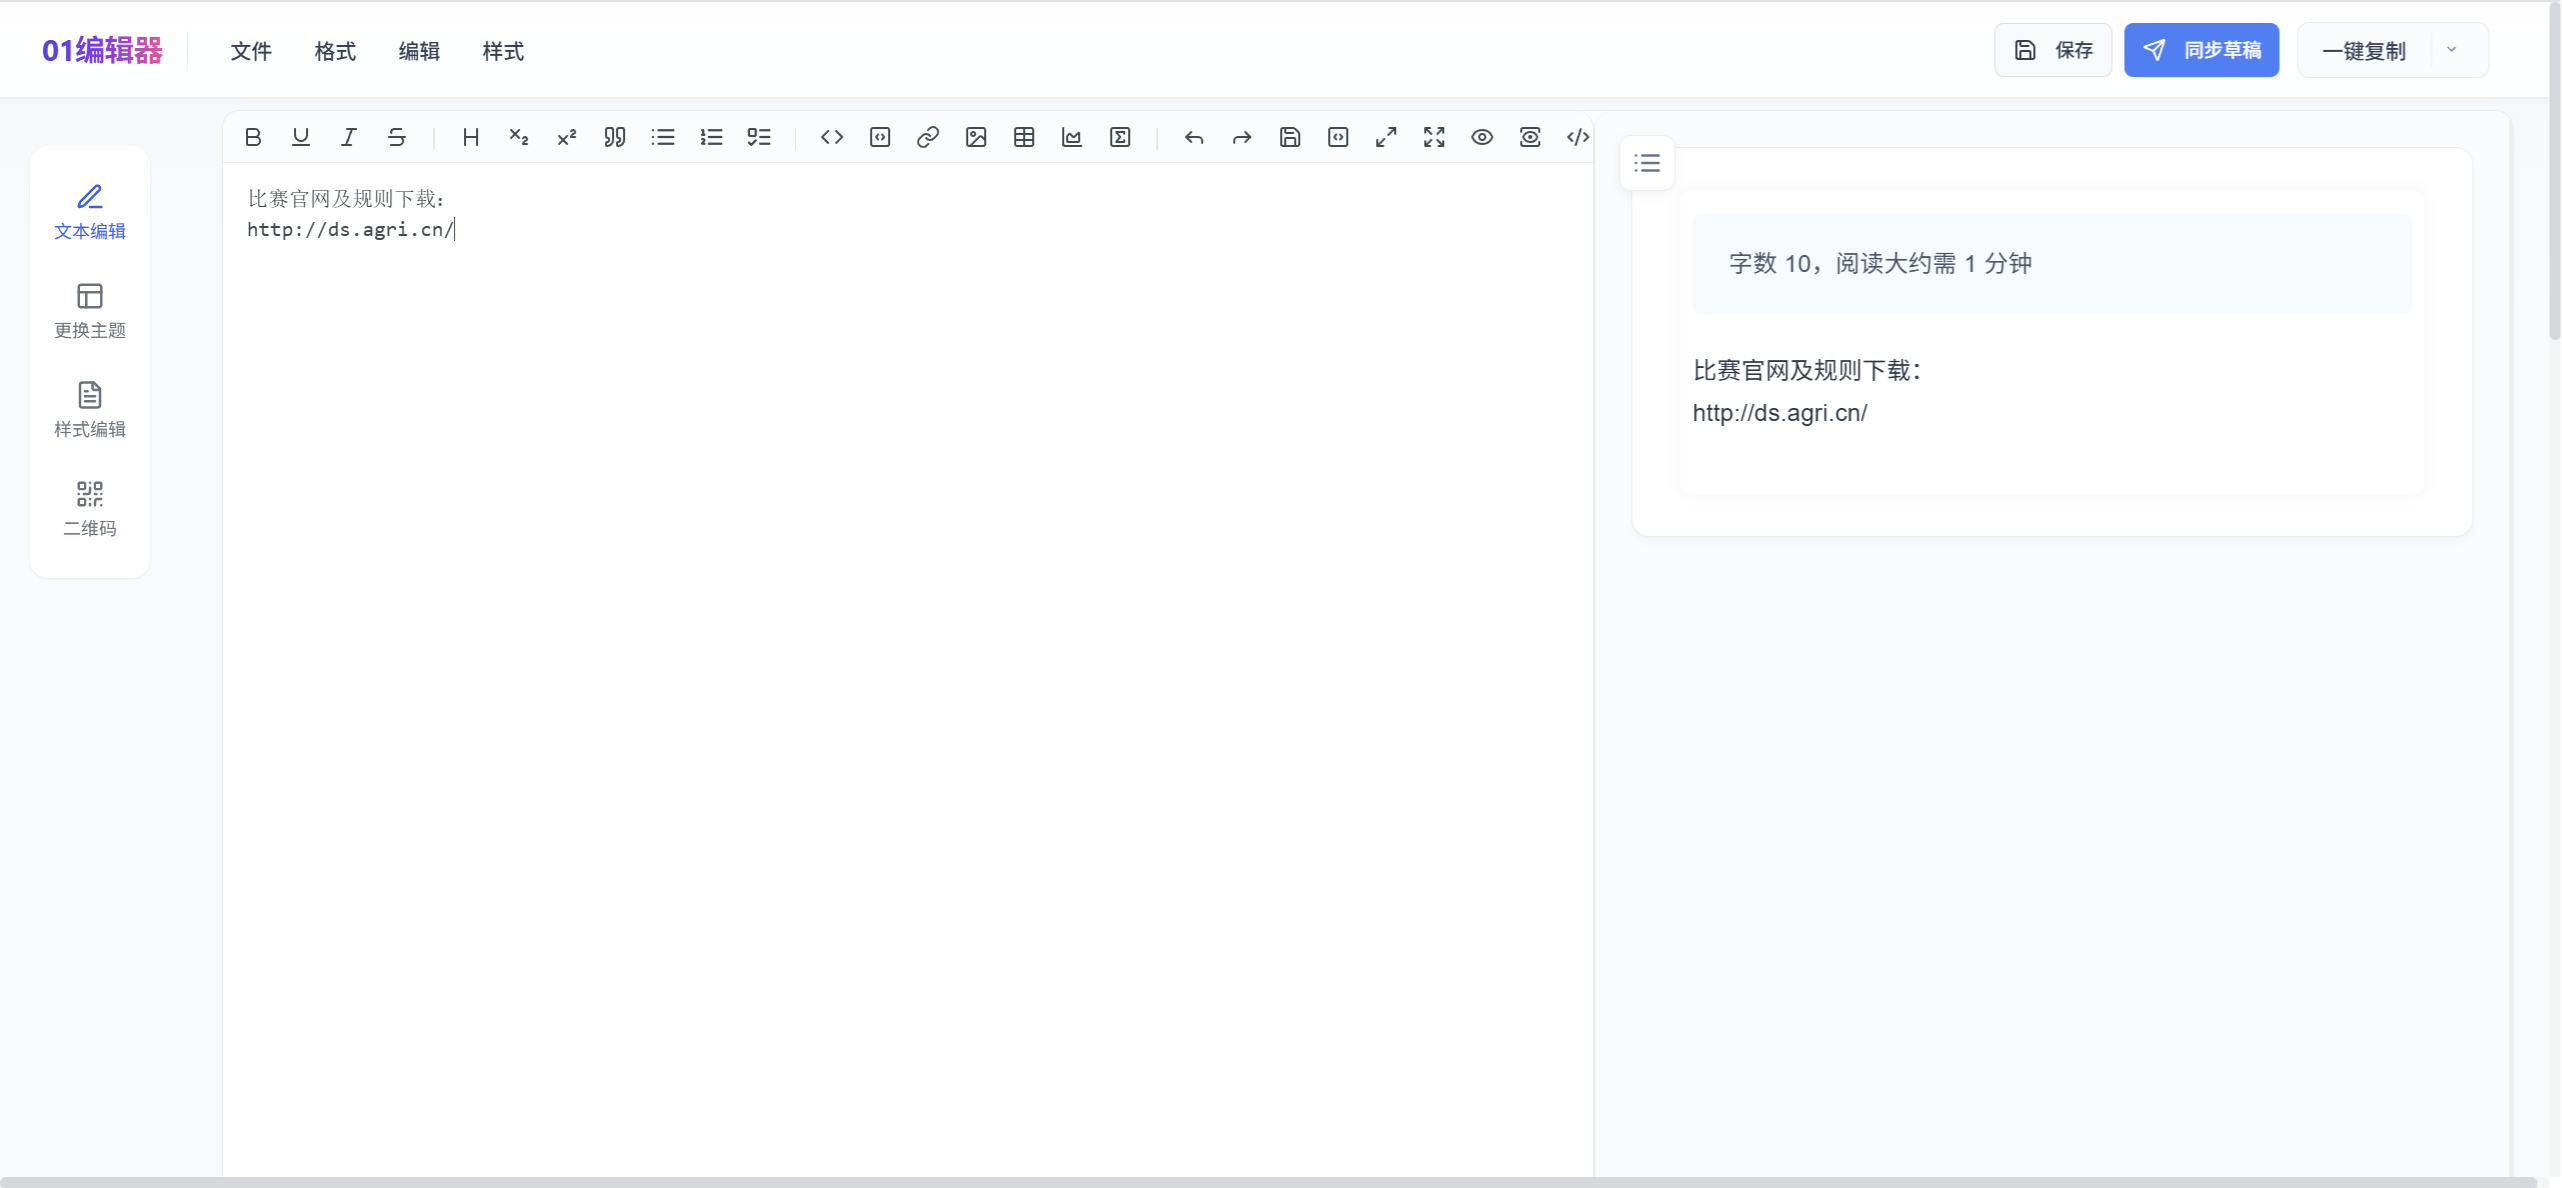 01编辑器
文件 格式 编辑 样式
保存 同步草稿 一键复制
文本编辑
更换主题
样式编辑
二维码
比赛官网及规则下载：
http://ds.agri.cn/
字数 10，阅读大约需 1 分钟
比赛官网及规则下载：
http://ds.agri.cn/